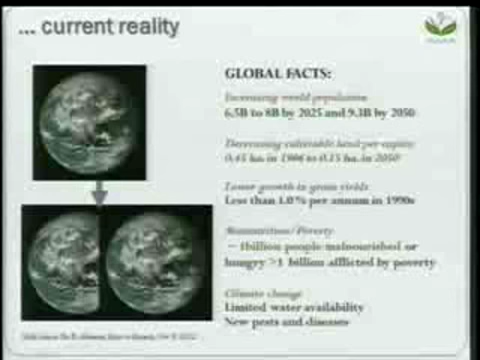 ... current reality
GLOBAL FACTS:
Increasing world population
6.5B to 8B by 2025 and 9.1B by 2050
Decreasing cultivable land per capita
0.45 ha in 1966 to 0.15 ha in 2050
Lower growth in grain yields
Less than 1.0% per annum in 1990s
Malnutrition/Poverty
~ 1billion people malnourished or
hungry >1 billion afflicted by poverty
Climate change
Limited water availability
New pests and diseases